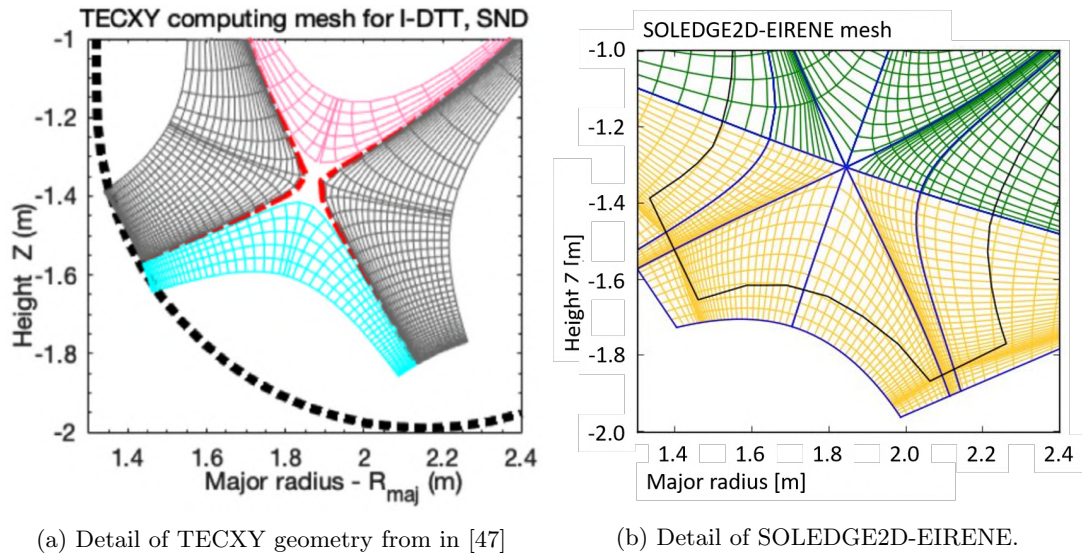 TECXY computing mesh for I-DTT, SND
-1
-1.2
-1.4
-1.6
-1.8
-2
Height Z (m)
1.4 1.6 1.8 2.0 2.2 2.4
Major radius - Rmaj (m)
(a) Detail of TECXY geometry from in [47]
SOLEDGE2D-EIRENE mesh
-1.0
-1.2
-1.4
-1.6
-1.8
-2.0
Height 7 [m]
1.4 1.6 1.8 2.0 2.2 2.4
Major radius [m]
(b) Detail of SOLEDGE2D-EIRENE.